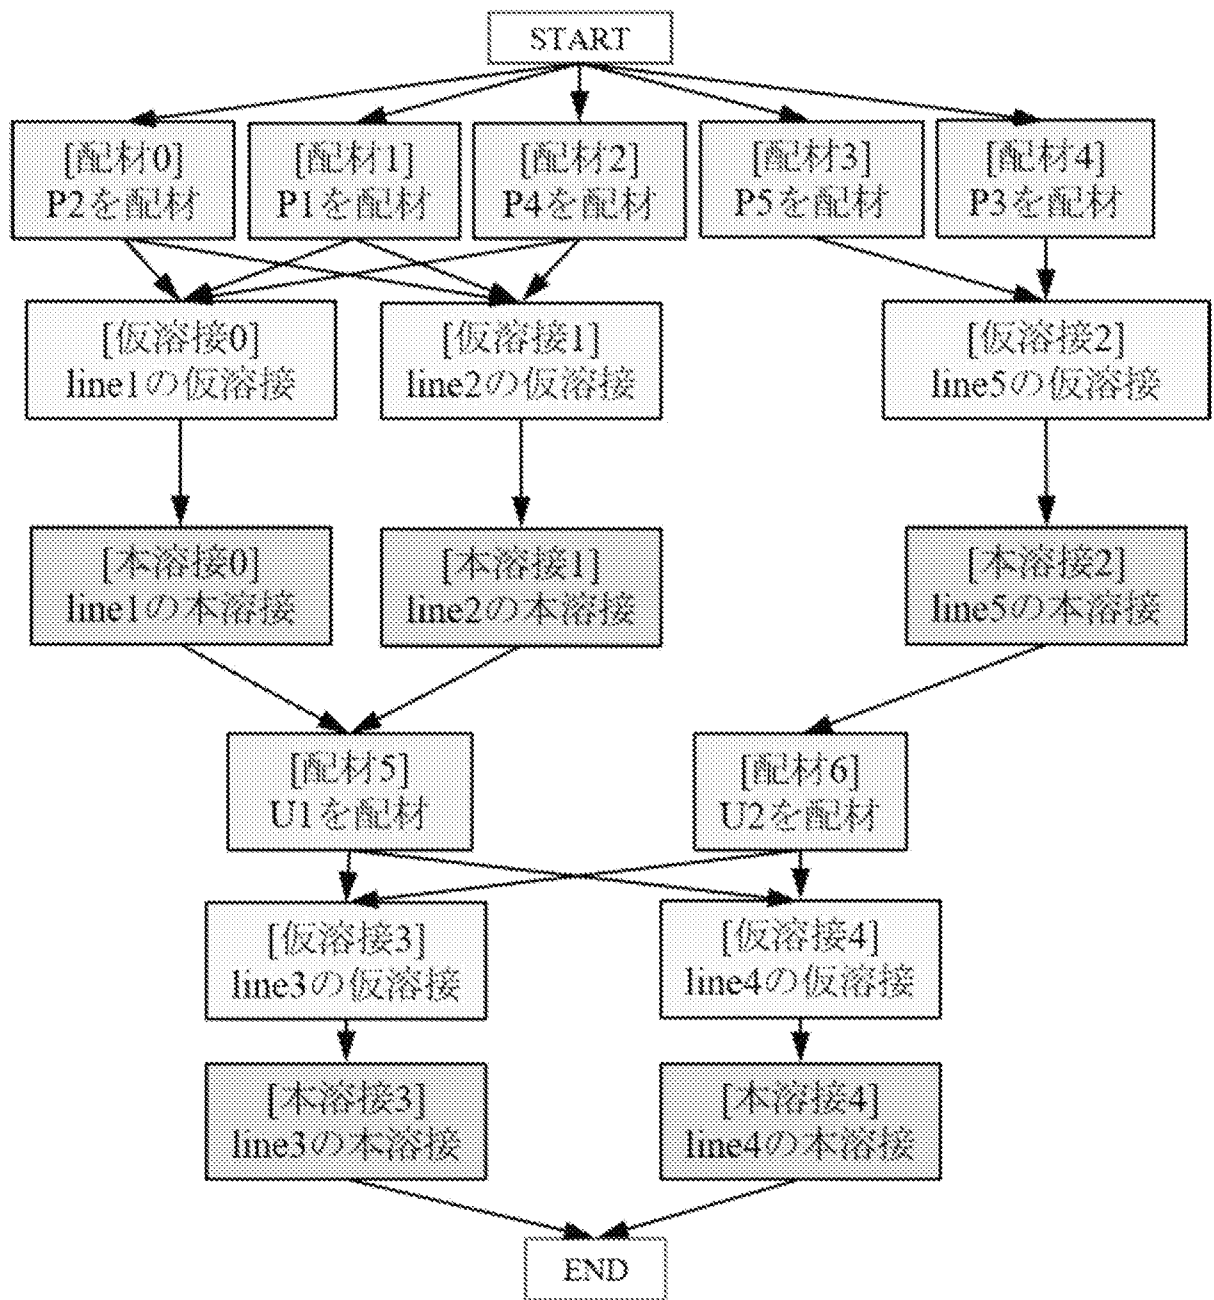 START
[配材0]
P2を配材
[配材1]
P1を配材
[配材2]
P4を配材
[配材3]
P5を配材
[配材4]
P3を配材
[仮溶接0]
line1の仮溶接
[仮溶接1]
line2の仮溶接
[仮溶接2]
line5の仮溶接
[本溶接0]
line1の本溶接
[本溶接1]
line2の本溶接
[本溶接2]
line5の本溶接
[配材5]
U1を配材
[配材6]
U2を配材
[仮溶接3]
line3の仮溶接
[仮溶接4]
line4の仮溶接
[本溶接3]
line3の本溶接
[本溶接4]
line4の本溶接
END